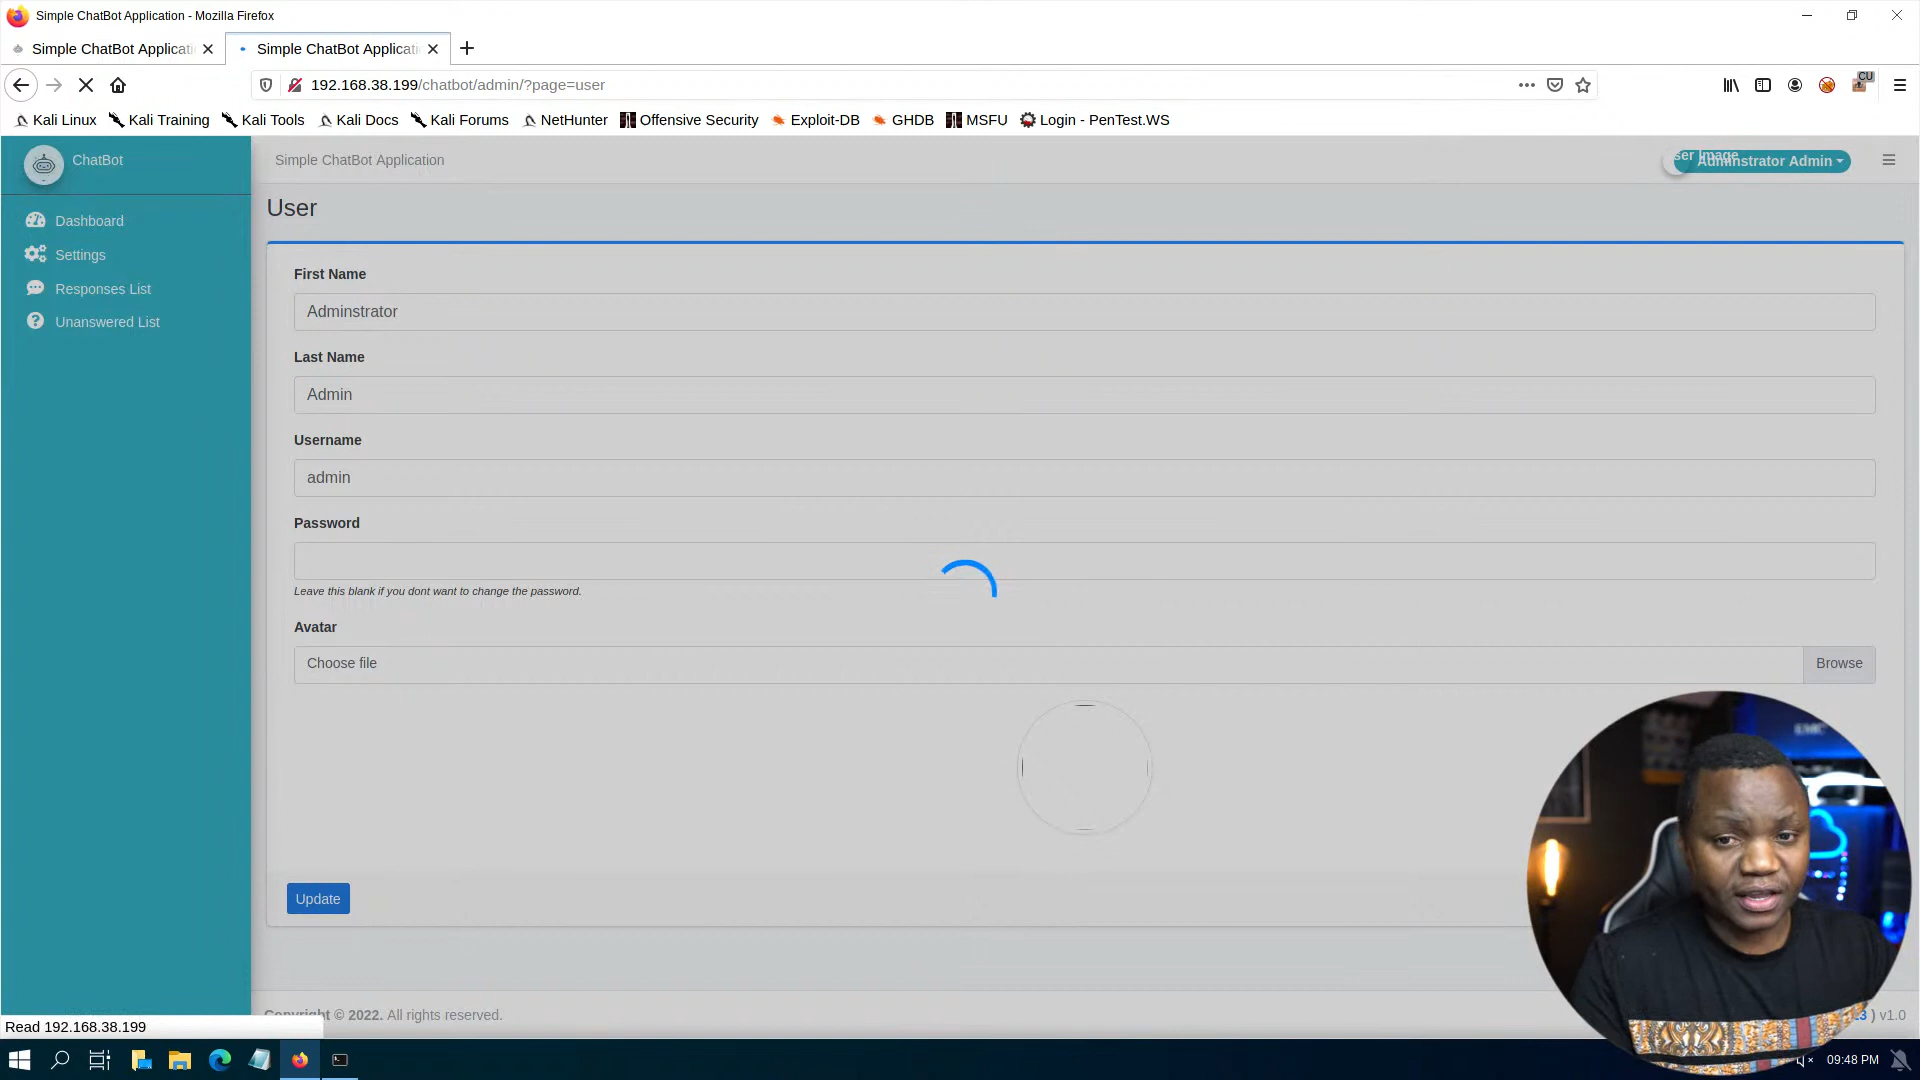 Simple ChatBot Application - Mozilla Firefox
Simple ChatBot Applicati
Simple ChatBot Applicati
192.168.38.199/chatbot/admin/?page=user
CU
Kali Linux Kali Training Kali Tools Kali Docs Kali Forums NetHunter Offensive Security Exploit-DB GHDB MSFU Login - PenTest.WS
ChatBot
Simple ChatBot Application
ser Image
Adminstrator Admin
Dashboard
Settings
Responses List
Unanswered List
User
First Name
Adminstrator
Last Name
Admin
Username
admin
Password
Leave this blank if you dont want to change the password.
Avatar
Choose file
Browse
Update
Copyright © 2022. All rights reserved.
) v1.0
Read 192.168.38.199
09:48 PM